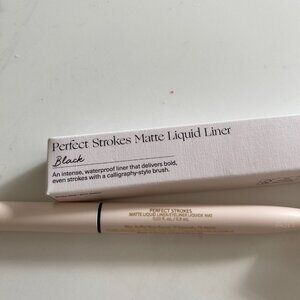 Perfect Strokes Matte Liquid Liner
Black
An intense, waterproof liner that delivers bold,
even strokes with a calligraphy-style brush.
PERFECT STROKES
MATTE LIQUID LINER/EYELINER LIQUIDE MAT